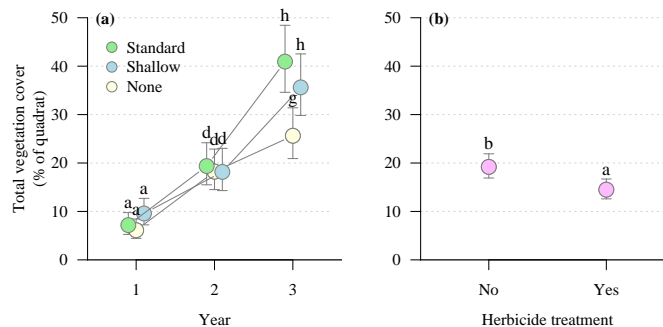 (a)
Standard
Shallow
None
50
40
30
20
10
0
a
a
a
d
d
d
h
g
h
1
2
3
Year
Total vegetation cover
(% of quadrat)
(b)
50
40
30
20
10
0
b
a
No
Yes
Herbicide treatment